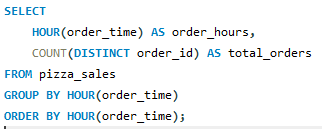 SELECT
HOUR(order_time) AS order_hours,
COUNT(DISTINCT order_id) AS total_orders
FROM pizza_sales
GROUP BY HOUR(order_time)
ORDER BY HOUR(order_time);